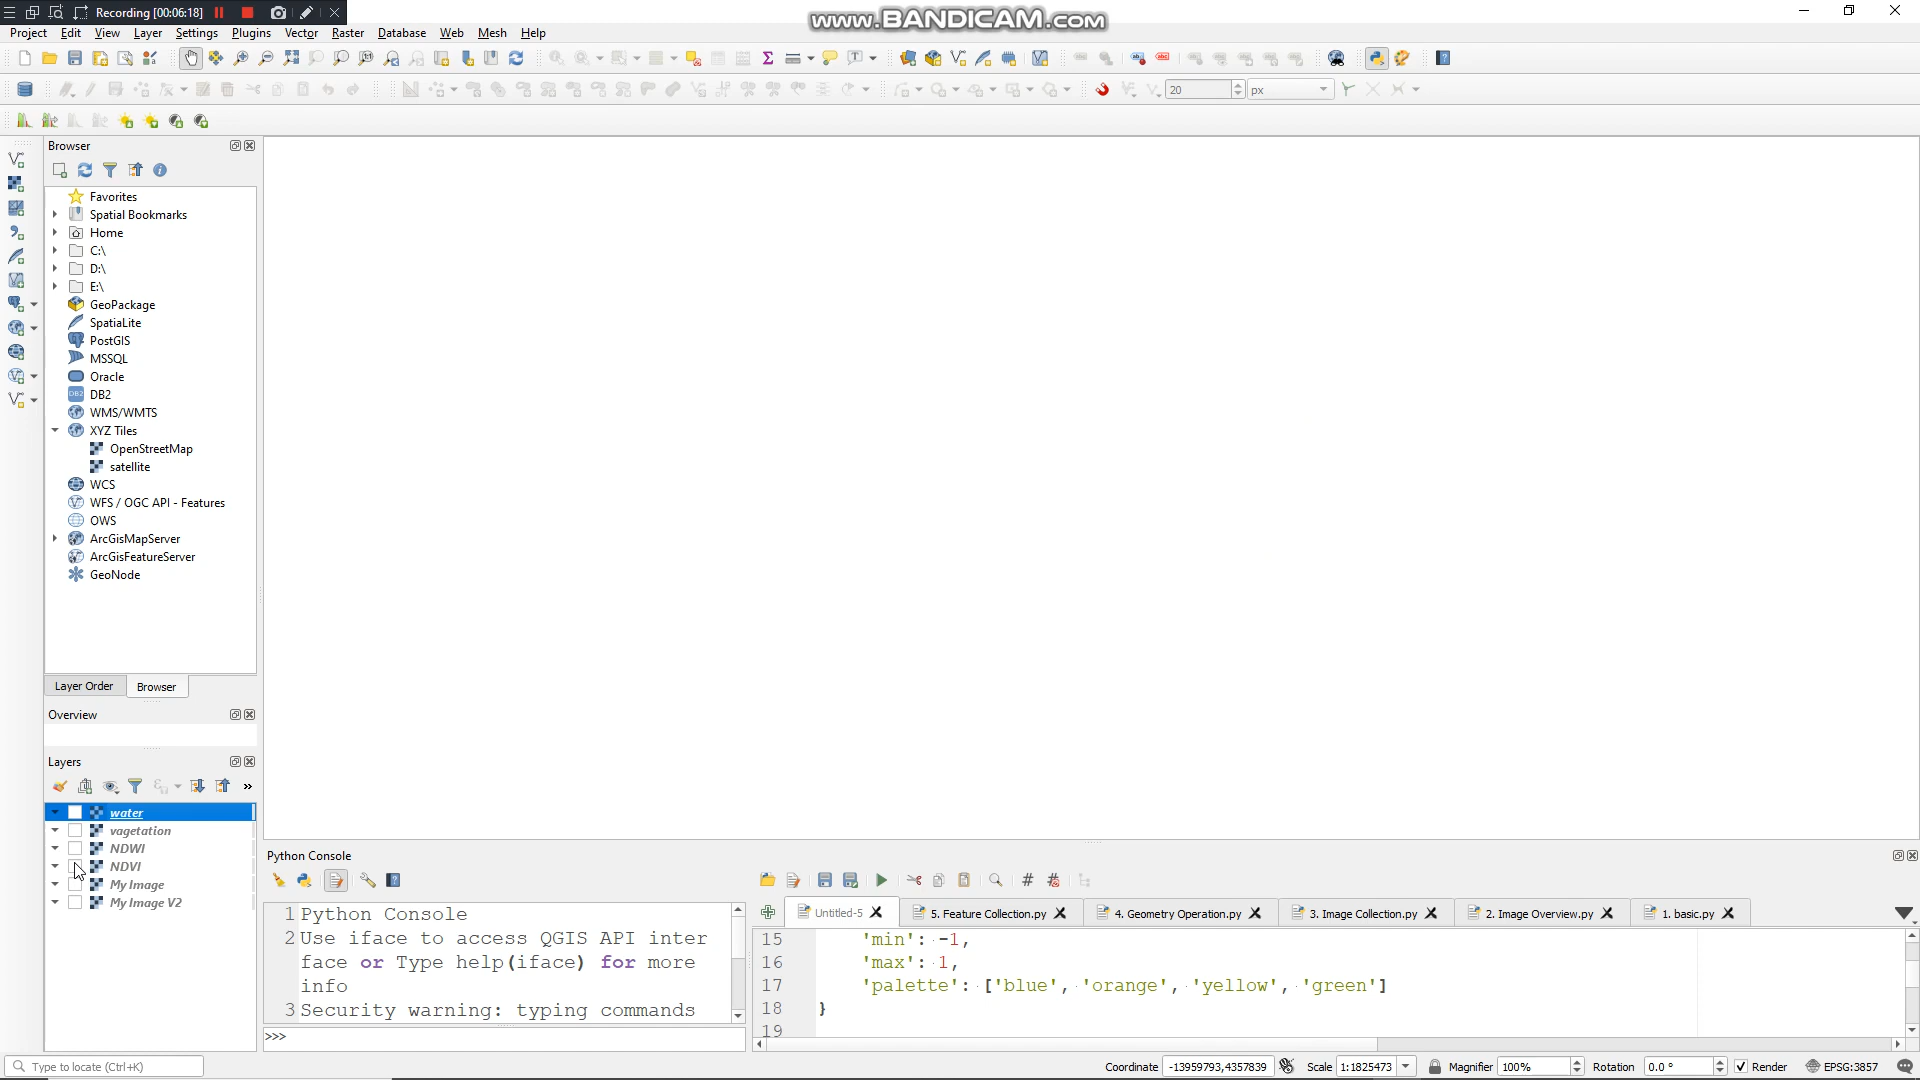 Recording [00:06:18]
www.BANDICAM.com
Project Edit View Layer Settings Plugins Vector Raster Database Web Mesh Help
20 px
Browser
Favorites
Spatial Bookmarks
Home
C:\
D:\
E:\
GeoPackage
SpatiaLite
PostGIS
MSSQL
Oracle
DB2
WMS/WMTS
XYZ Tiles
OpenStreetMap
satellite
WCS
WFS / OGC API - Features
OWS
ArcGisMapServer
ArcGisFeatureServer
GeoNode
Layer Order Browser
Overview
Layers
water
vagetation
NDWI
NDVI
My Image
My Image V2
Python Console
1 Python Console
2 Use iface to access QGIS API inter
face or Type help(iface) for more
info
3 Security warning: typing commands
>>>
Untitled-5 5. Feature Collection.py 4. Geometry Operation.py 3. Image Collection.py 2. Image Overview.py 1. basic.py
15 'min': -1,
16 'max': 1,
17 'palette': ['blue', 'orange', 'yellow', 'green']
18 }
19
Type to locate (Ctrl+K) Coordinate -13959793,4357839 Scale 1:1825473 Magnifier 100% Rotation 0.0 ° Render EPSG:3857